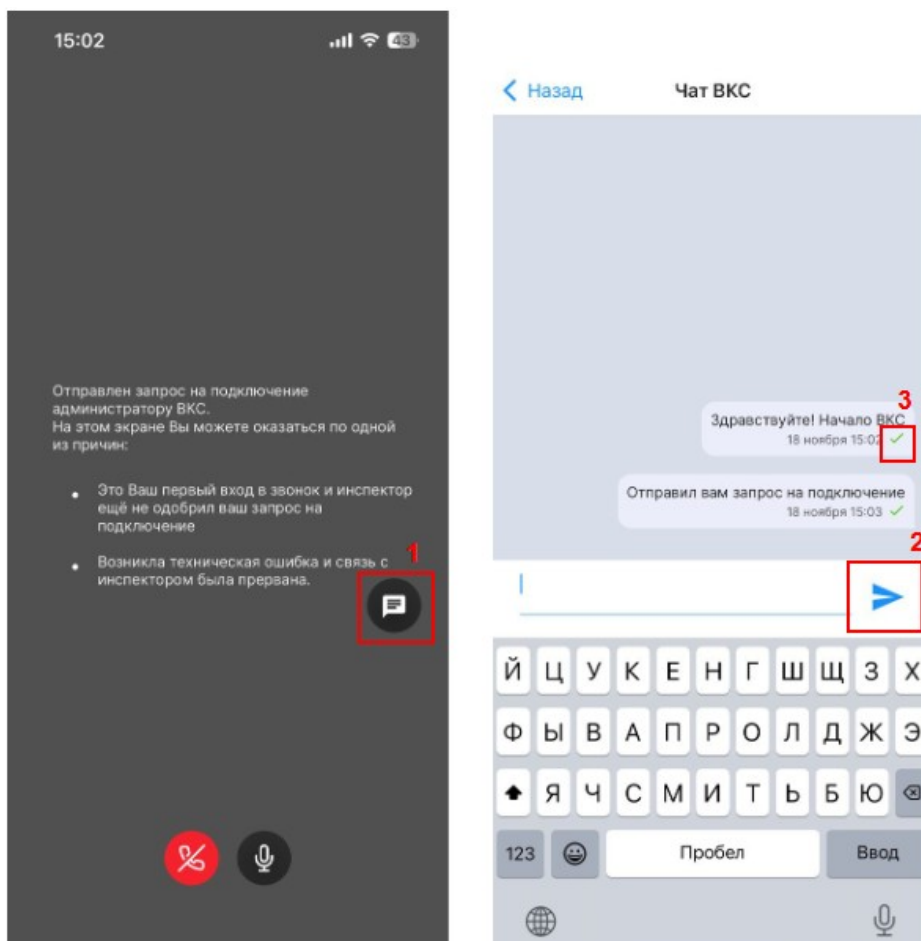 15:02
43
Отправлен запрос на подключение
администратору ВКС.
На этом экране Вы можете оказаться по одной
из причин:
• Это Ваш первый вход в звонок и инспектор
ещё не одобрил ваш запрос на
подключение
• Возникла техническая ошибка и связь с
инспектором была прервана.
1
Назад
Чат ВКС
3
Здравствуйте! Начало ВКС
18 ноября 15:02
Отправил вам запрос на подключение
18 ноября 15:03
2
Й Ц У К Е Н Г Ш Щ З Х
Ф Ы В А П Р О Л Д Ж Э
Я Ч С М И Т Ь Б Ю
123 Пробел Ввод